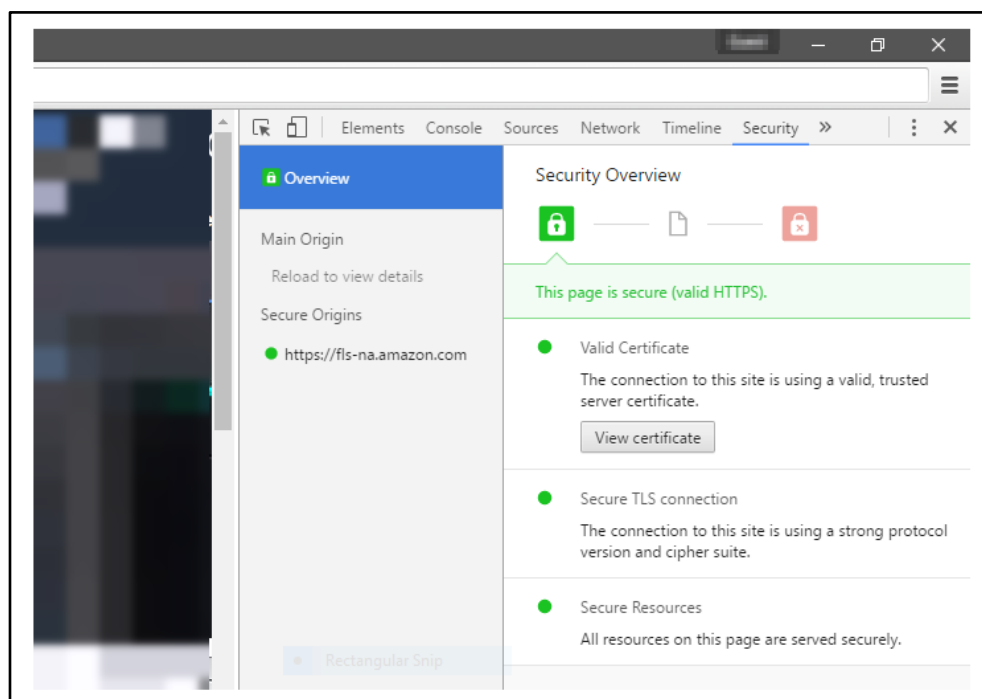 Elements Console Sources Network Timeline Security »
Overview
Main Origin
Reload to view details
Secure Origins
https://fls-na.amazon.com
Security Overview
This page is secure (valid HTTPS).
Valid Certificate
The connection to this site is using a valid, trusted
server certificate.
View certificate
Secure TLS connection
The connection to this site is using a strong protocol
version and cipher suite.
Secure Resources
All resources on this page are served securely.
Rectangular Snip